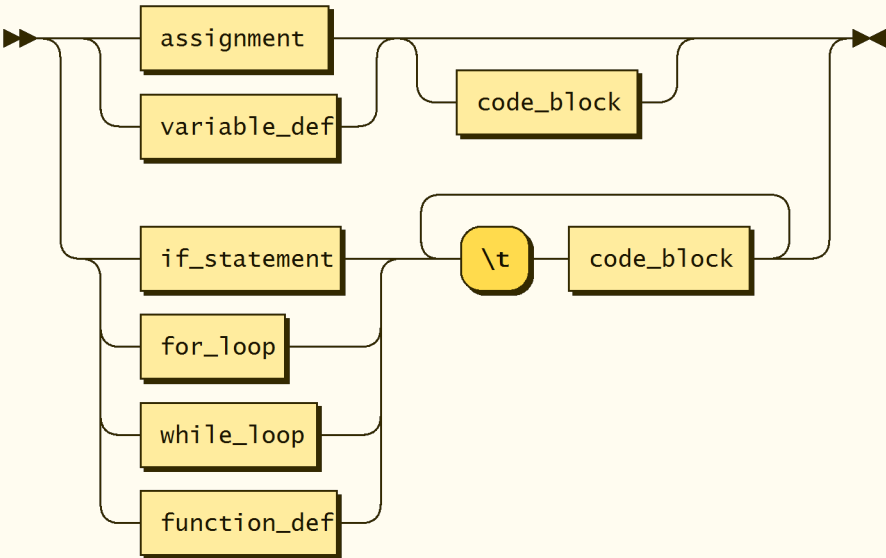 assignment
code_block
variable_def
if_statement
\t
code_block
for_loop
while_loop
function_def